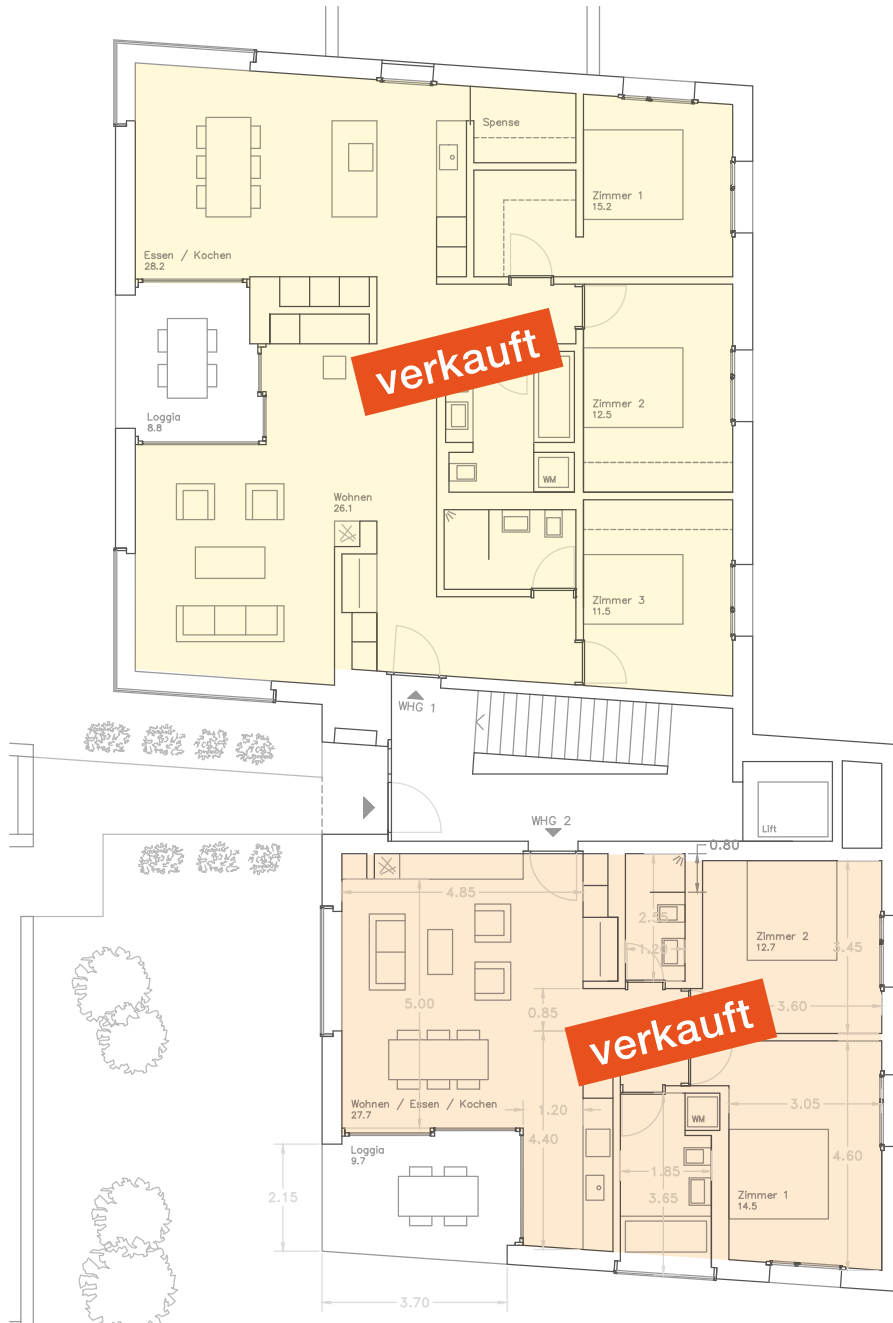 Spense
Zimmer 1
15.2
Essen / Kochen
28.2
verkauft
Loggia
8.8
Zimmer 2
12.5
WM
Wohnen
26.1
Zimmer 3
11.5
WHG 1
WHG 2
Lift
0.80
4.85
2.55
1.20
Zimmer 2
12.7
3.45
5.00
0.85
3.60
verkauft
Wohnen / Essen / Kochen
27.7
1.20
4.40
WM
3.05
Loggia
9.7
2.15
1.85
3.65
4.60
Zimmer 1
14.5
3.70